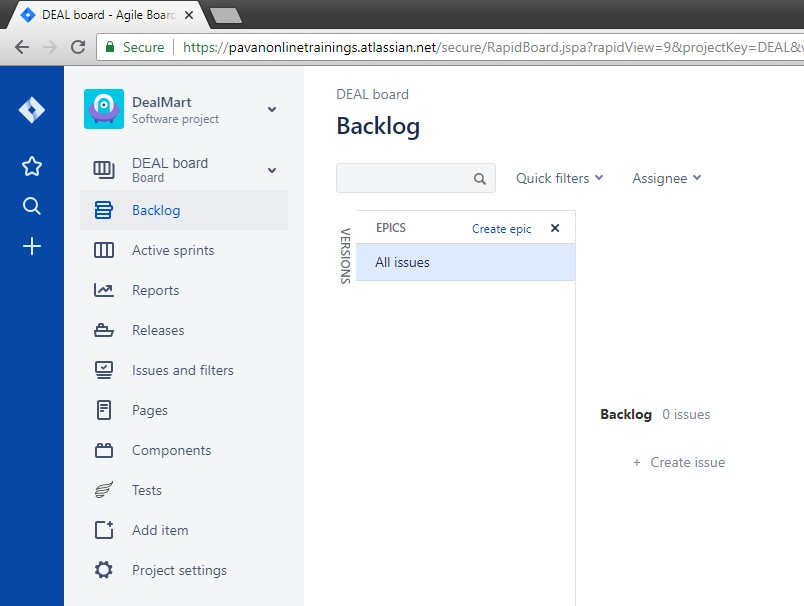 DEAL board - Agile Board
Secure
https://pavanonlinetrainings.atlassian.net/secure/RapidBoard.jspa?rapidView=9&projectKey=DEAL&
DealMart
Software project
DEAL board
Board
Backlog
Active sprints
Reports
Releases
Issues and filters
Pages
Components
Tests
Add item
Project settings
DEAL board
Backlog
Quick filters
Assignee
VERSIONS
EPICS
Create epic
All issues
Backlog 0 issues
+ Create issue